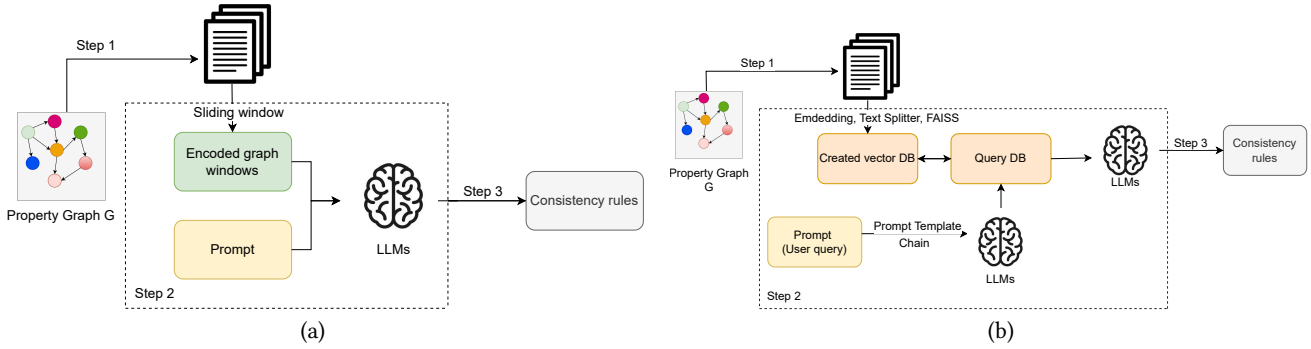 Step 1
Sliding window
Encoded graph
windows
Property Graph G
Prompt
LLMs
Step 3
Consistency rules
Step 2
(a)
Step 1
Emdedding, Text Splitter, FAISS
Property Graph
G
Created vector DB
Query DB
LLMs
Step 3
Consistency
rules
Prompt
(User query)
Prompt Template
Chain
LLMs
Step 2
(b)